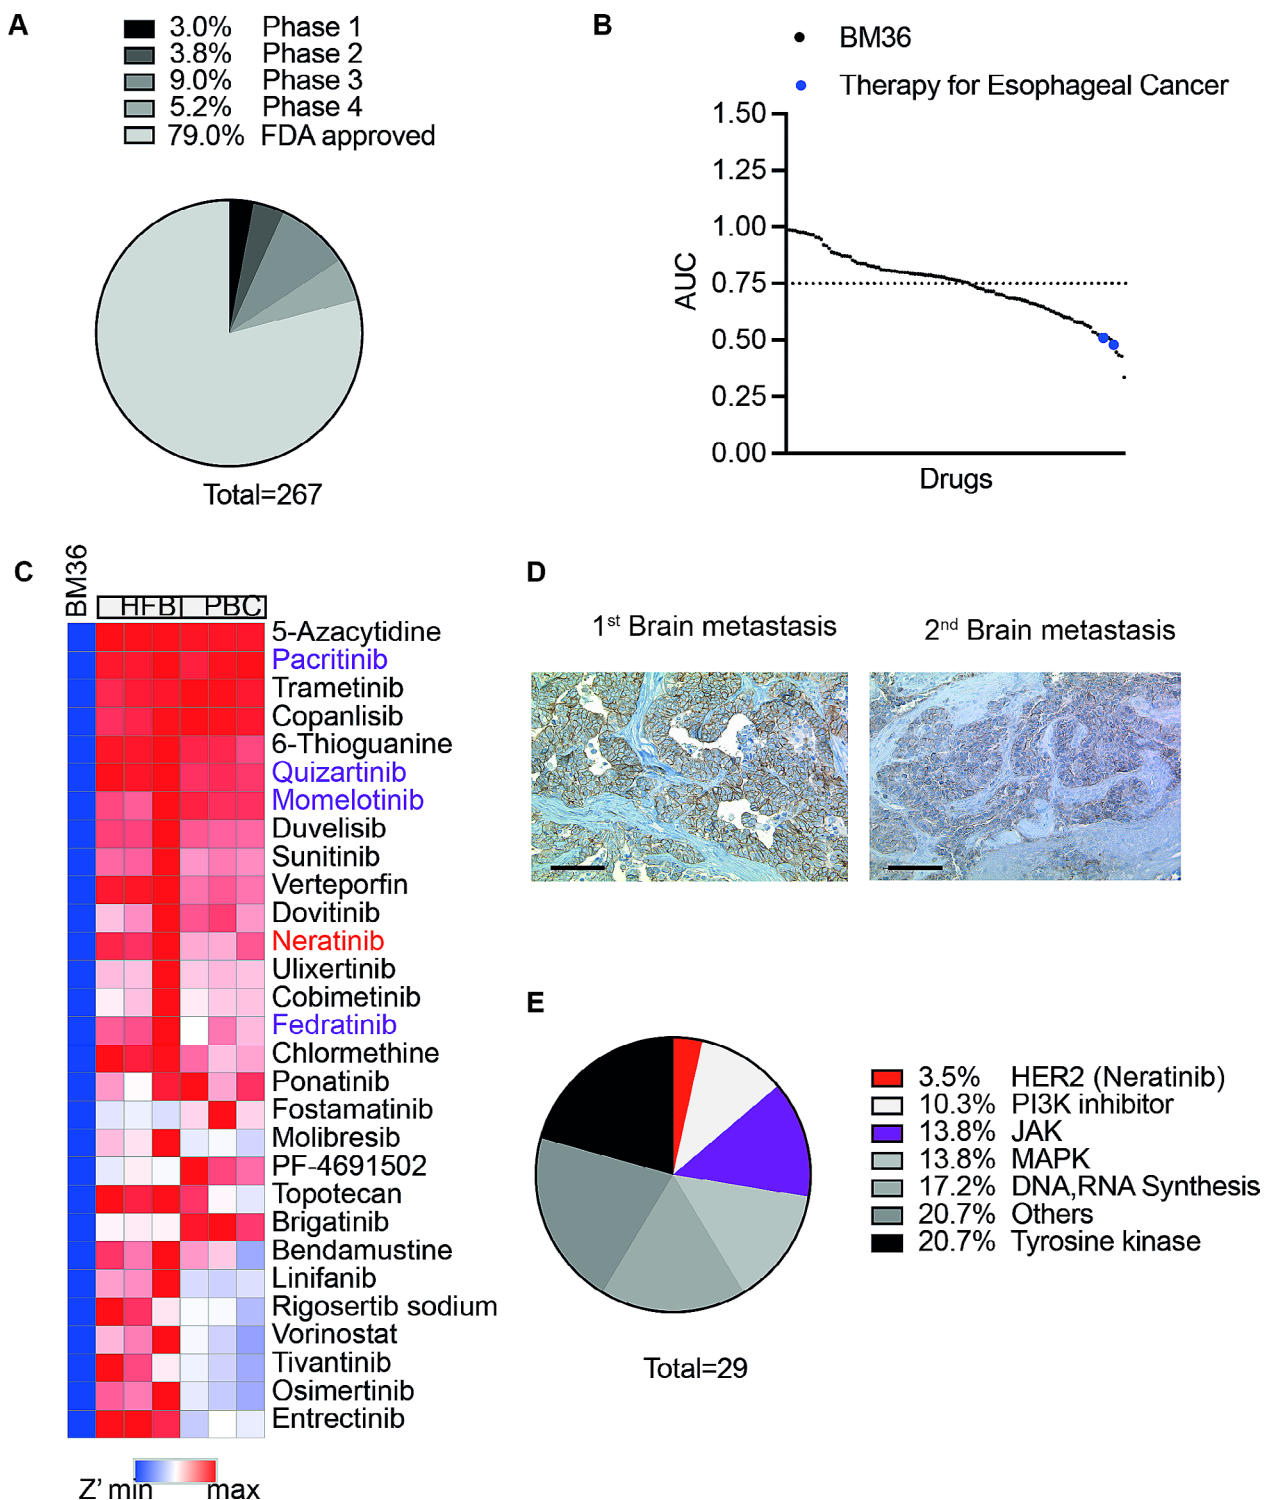 A
3.0% Phase 1
3.8% Phase 2
9.0% Phase 3
5.2% Phase 4
79.0% FDA approved
Total=267
B
BM36
Therapy for Esophageal Cancer
1.50
1.25
1.00
0.75
0.50
0.25
0.00
AUC
Drugs
C
BM36
HFB PBC
5-Azacytidine
Pacritinib
Trametinib
Copanlisib
6-Thioguanine
Quizartinib
Momelotinib
Duvelisib
Sunitinib
Verteporfin
Dovitinib
Neratinib
Ulixertinib
Cobimetinib
Fedratinib
Chlormethine
Ponatinib
Fostamatinib
Molibresib
PF-4691502
Topotecan
Brigatinib
Bendamustine
Linifanib
Rigosertib sodium
Vorinostat
Tivantinib
Osimertinib
Entrectinib
Z’ min max
D
1st Brain metastasis
2nd Brain metastasis
E
3.5% HER2 (Neratinib)
10.3% PI3K inhibitor
13.8% JAK
13.8% MAPK
17.2% DNA,RNA Synthesis
20.7% Others
20.7% Tyrosine kinase
Total=29